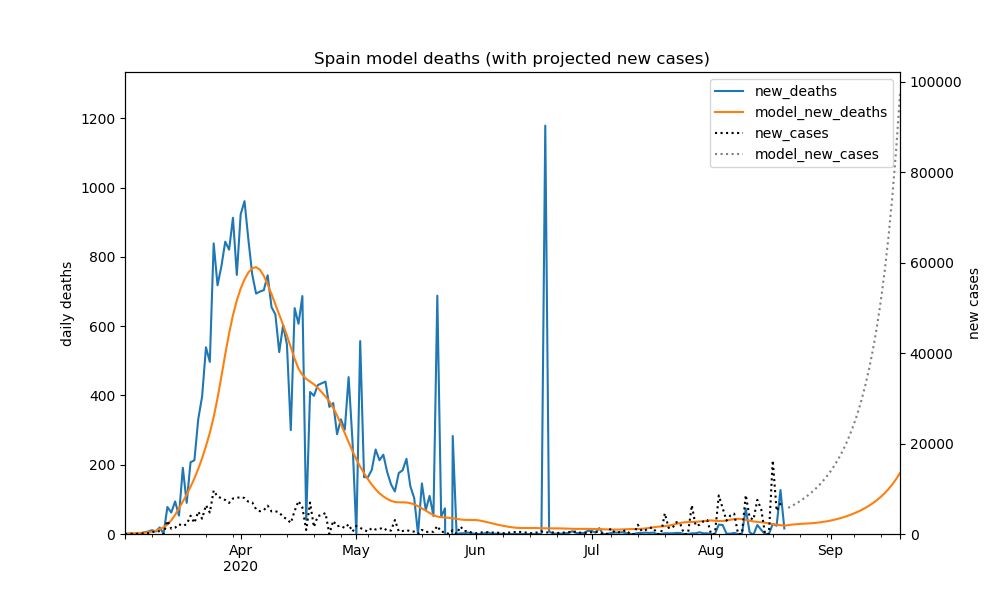 Spain model deaths (with projected new cases)
new_deaths
model_new_deaths
new_cases
model_new_cases
daily deaths
1200
1000
800
600
400
200
0
new cases
100000
80000
60000
40000
20000
0
Apr
2020
May
Jun
Jul
Aug
Sep